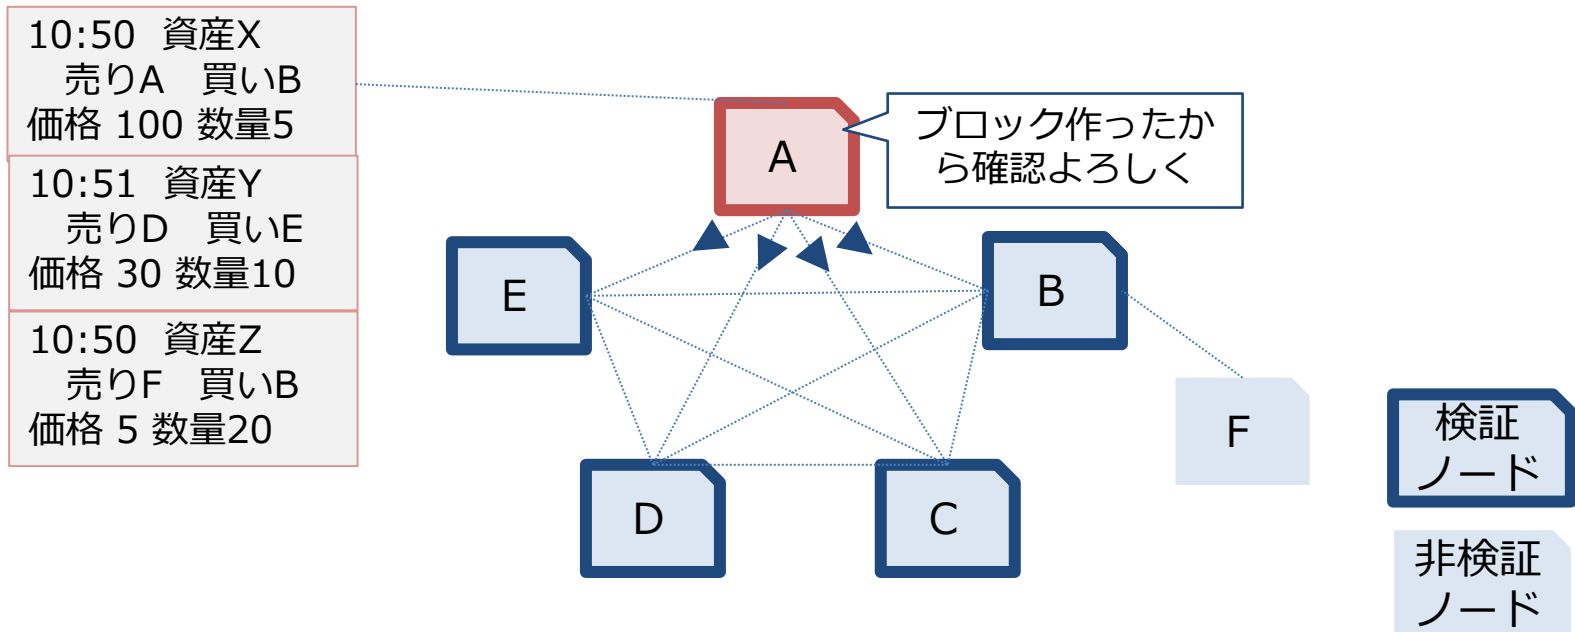 10:50 資産X
売りA 買いB
価格 100 数量5
10:51 資産Y
売りD 買いE
価格 30 数量10
10:50 資産Z
売りF 買いB
価格 5 数量20
A
ブロック作ったか
ら確認よろしく
E
B
D
C
F
検証
ノード
非検証
ノード